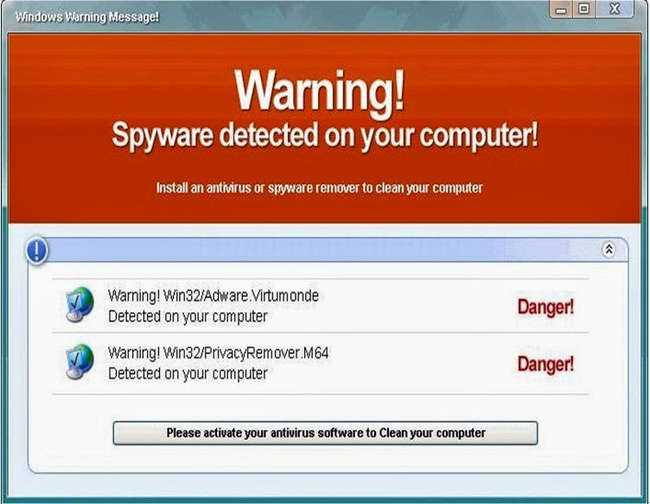 Windows Warning Message!
Warning!
Spyware detected on your computer!
Install an antivirus or spyware remover to clean your computer
Warning! Win32/Adware.Virtumonde
Detected on your computer
Danger!
Warning! Win32/PrivacyRemover.M64
Detected on your computer
Danger!
Please activate your antivirus software to Clean your computer